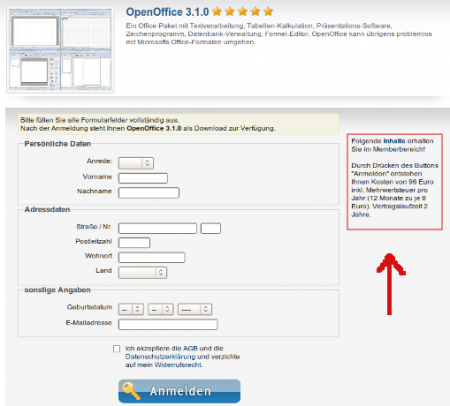 OpenOffice 3.1.0
Ein Office-Paket mit Textverarbeitung, Tabellen-Kalkulation, Präsentations-Software,
Zeichenprogramm, Datenbank-Verwaltung, Formel-Editor. OpenOffice kann übrigens problemlos
mit Microsofts Office-Formaten umgehen.
Bitte füllen Sie alle Formularfelder vollständig aus.
Nach der Anmeldung steht Ihnen OpenOffice 3.1.0 als Download zur Verfügung.
Persönliche Daten
Anrede:
Vorname
Nachname
Adressdaten
Straße / Nr.
Postleitzahl
Wohnort
Land
sonstige Angaben
Geburtsdatum
-- -- ----
E-Mailadresse
Ich akzeptiere die AGB und die
Datenschutzerklärung und verzichte
auf mein Widerrufsrecht.
Anmelden
Folgende Inhalte erhalten
Sie im Memberbereich!
Durch Drücken des Buttons
"Anmelden" entstehen
Ihnen Kosten von 96 Euro
inkl. Mehrwertsteuer pro
Jahr (12 Monate zu je 8
Euro). Vertragslaufzeit 2
Jahre.